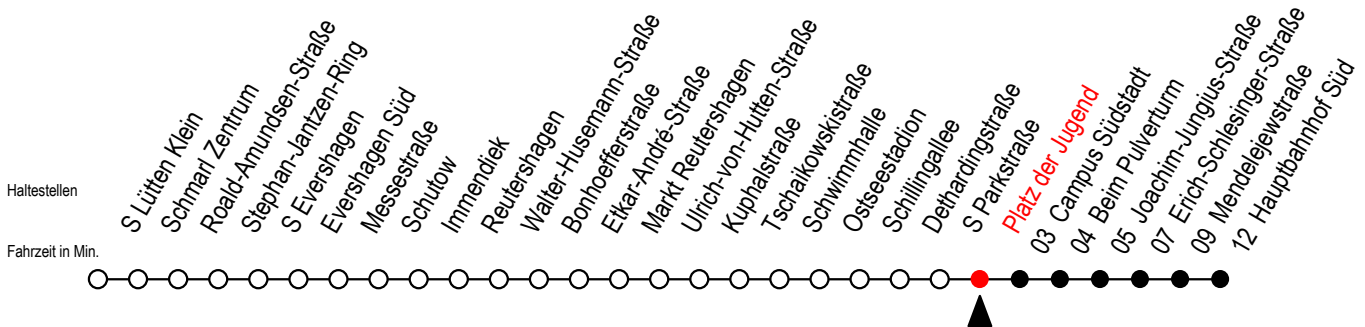 Haltestellen
S Lütten Klein
Schmarl Zentrum
Roald-Amundsen-Straße
Stephan-Jantzen-Ring
S Evershagen
Evershagen Süd
Messestraße
Schutow
Immendiek
Reutershagen
Walter-Husemann-Straße
Bonhoefferstraße
Etkar-André-Straße
Markt Reutershagen
Ulrich-von-Hutten-Straße
Kuphalstraße
Tschaikowskistraße
Schwimmhalle
Ostseestadion
Schillingallee
Dethardingstraße
S Parkstraße
Platz der Jugend
03 Campus Südstadt
04 Beim Pulverturm
05 Joachim-Jungius-Straße
07 Erich-Schlesinger-Straße
09 Mendelejewstraße
12 Hauptbahnhof Süd
Fahrzeit in Min.